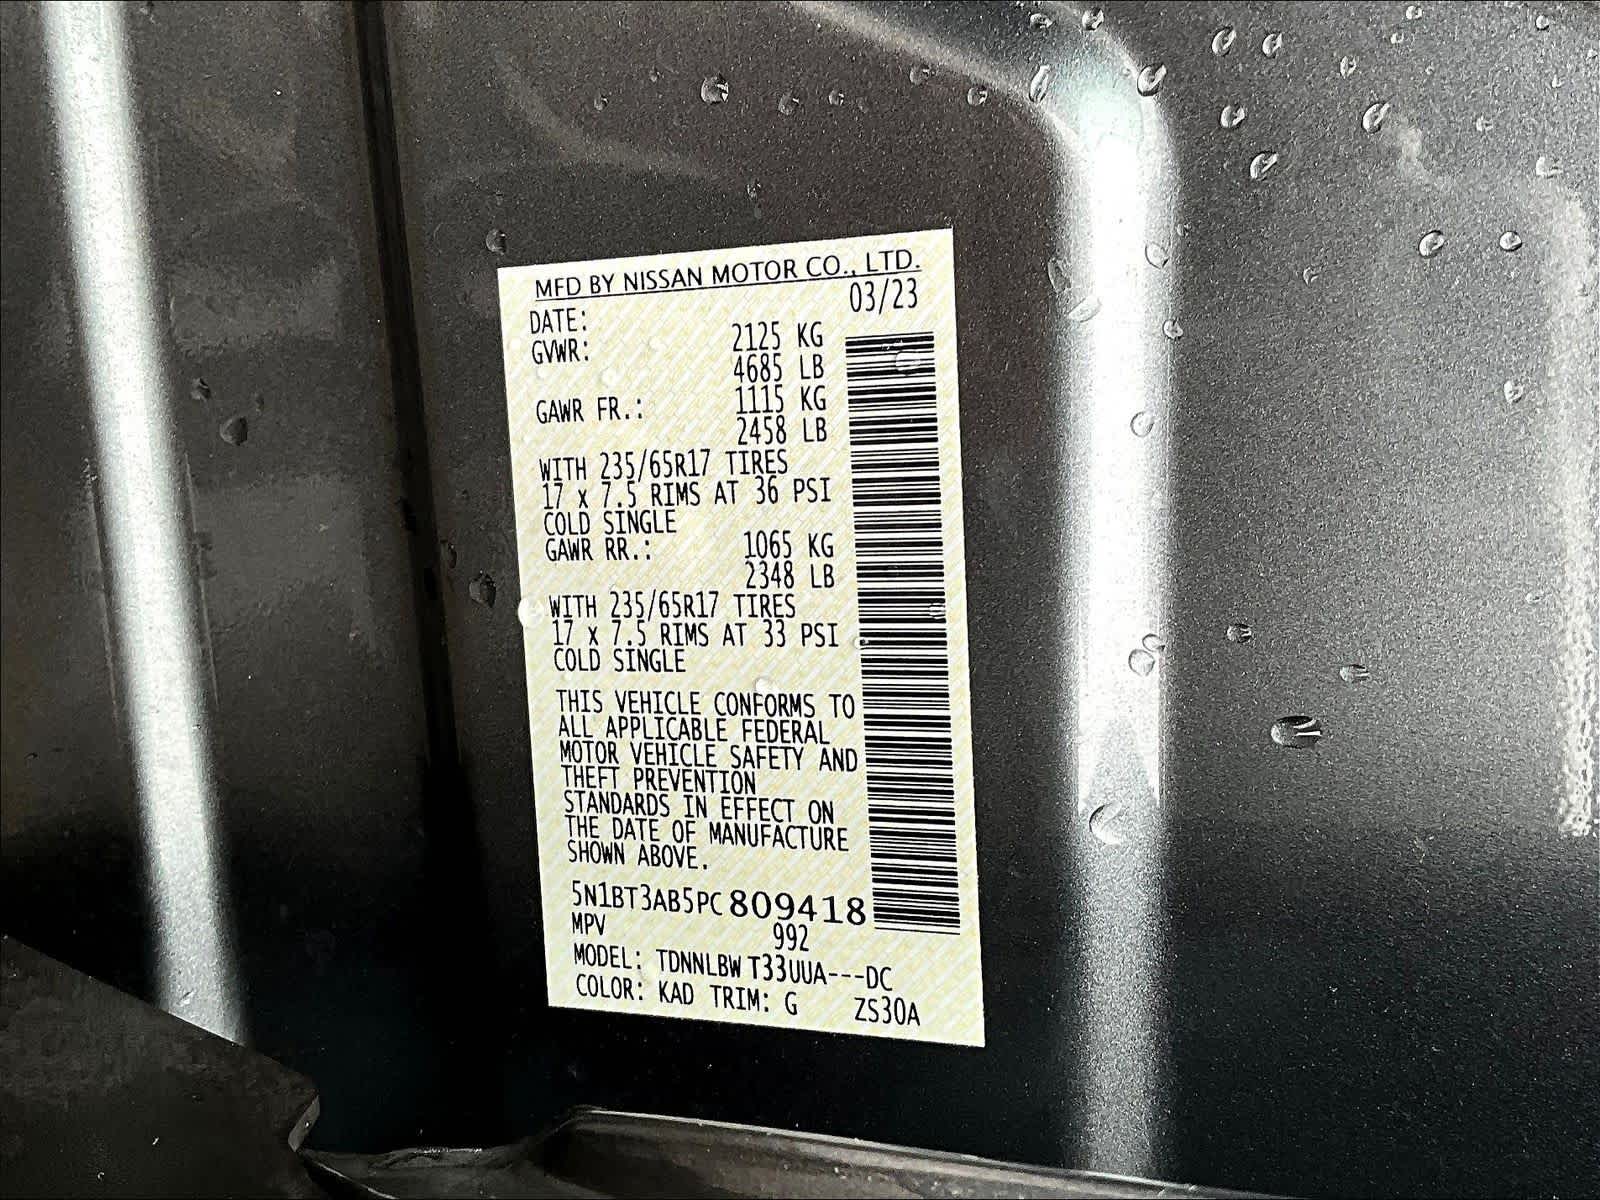 MFD BY NISSAN MOTOR CO., LTD.
DATE: 03/23
GVWR: 2125 KG
4685 LB
GAWR FR.: 1115 KG
2458 LB
WITH 235/65R17 TIRES
17 x 7.5 RIMS AT 36 PSI
COLD SINGLE
GAWR RR.: 1065 KG
2348 LB
WITH 235/65R17 TIRES
17 x 7.5 RIMS AT 33 PSI
COLD SINGLE
THIS VEHICLE CONFORMS TO
ALL APPLICABLE FEDERAL
MOTOR VEHICLE SAFETY AND
THEFT PREVENTION
STANDARDS IN EFFECT ON
THE DATE OF MANUFACTURE
SHOWN ABOVE.
5N1BT3AB5PC809418
MPV 992
MODEL: TDNNLBW T33UUA---DC
COLOR: KAD TRIM: G ZS30A